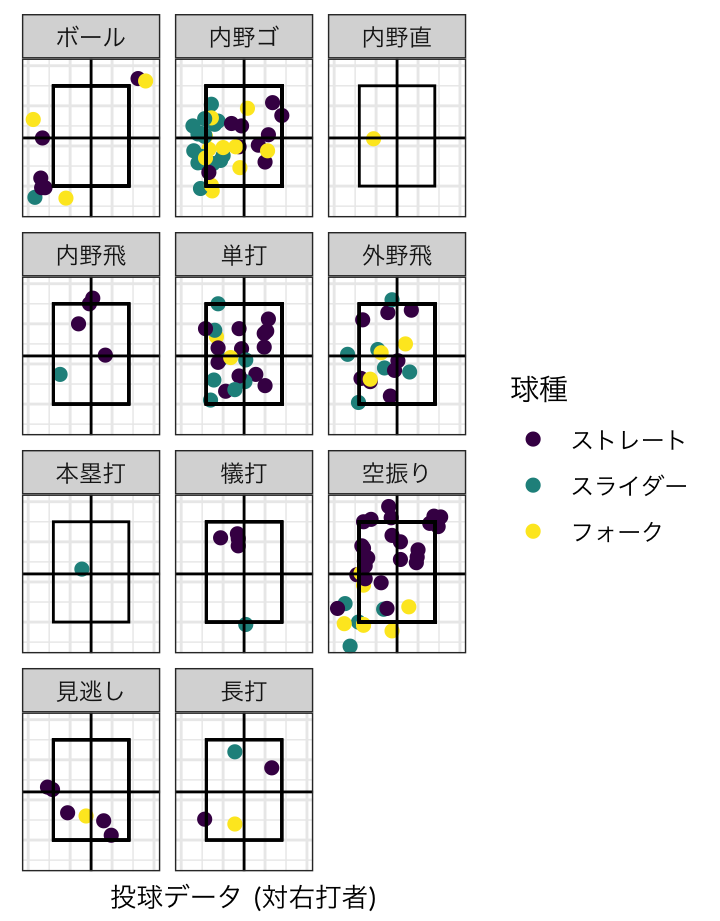 ボール
内野ゴ
内野直
内野飛
単打
外野飛
本塁打
犠打
空振り
見逃し
長打
球種
ストレート
スライダー
フォーク
投球データ (対右打者)